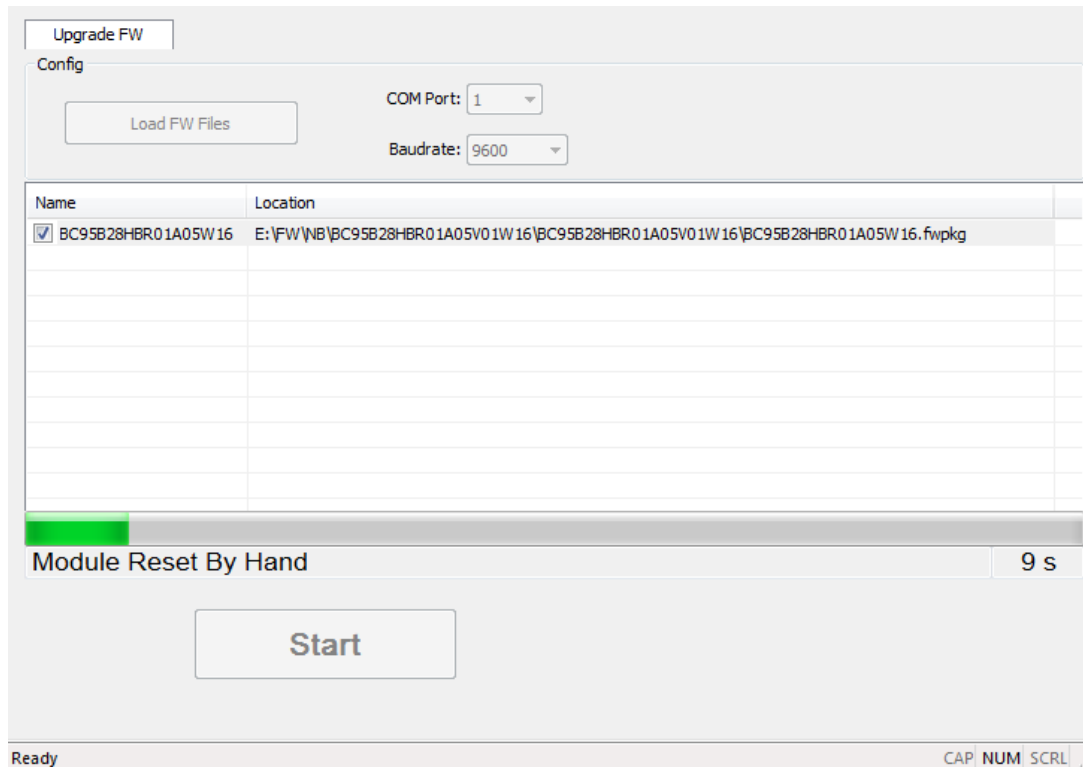 Upgrade FW
Config
Load FW Files
COM Port: 1
Baudrate: 9600
Name Location
BC95B28HBR01A05W16 E:\FW\NB\BC95B28HBR01A05V01W16\BC95B28HBR01A05V01W16\BC95B28HBR01A05W16.fwpkg
Module Reset By Hand 9 s
Start
Ready CAP NUM SCRL